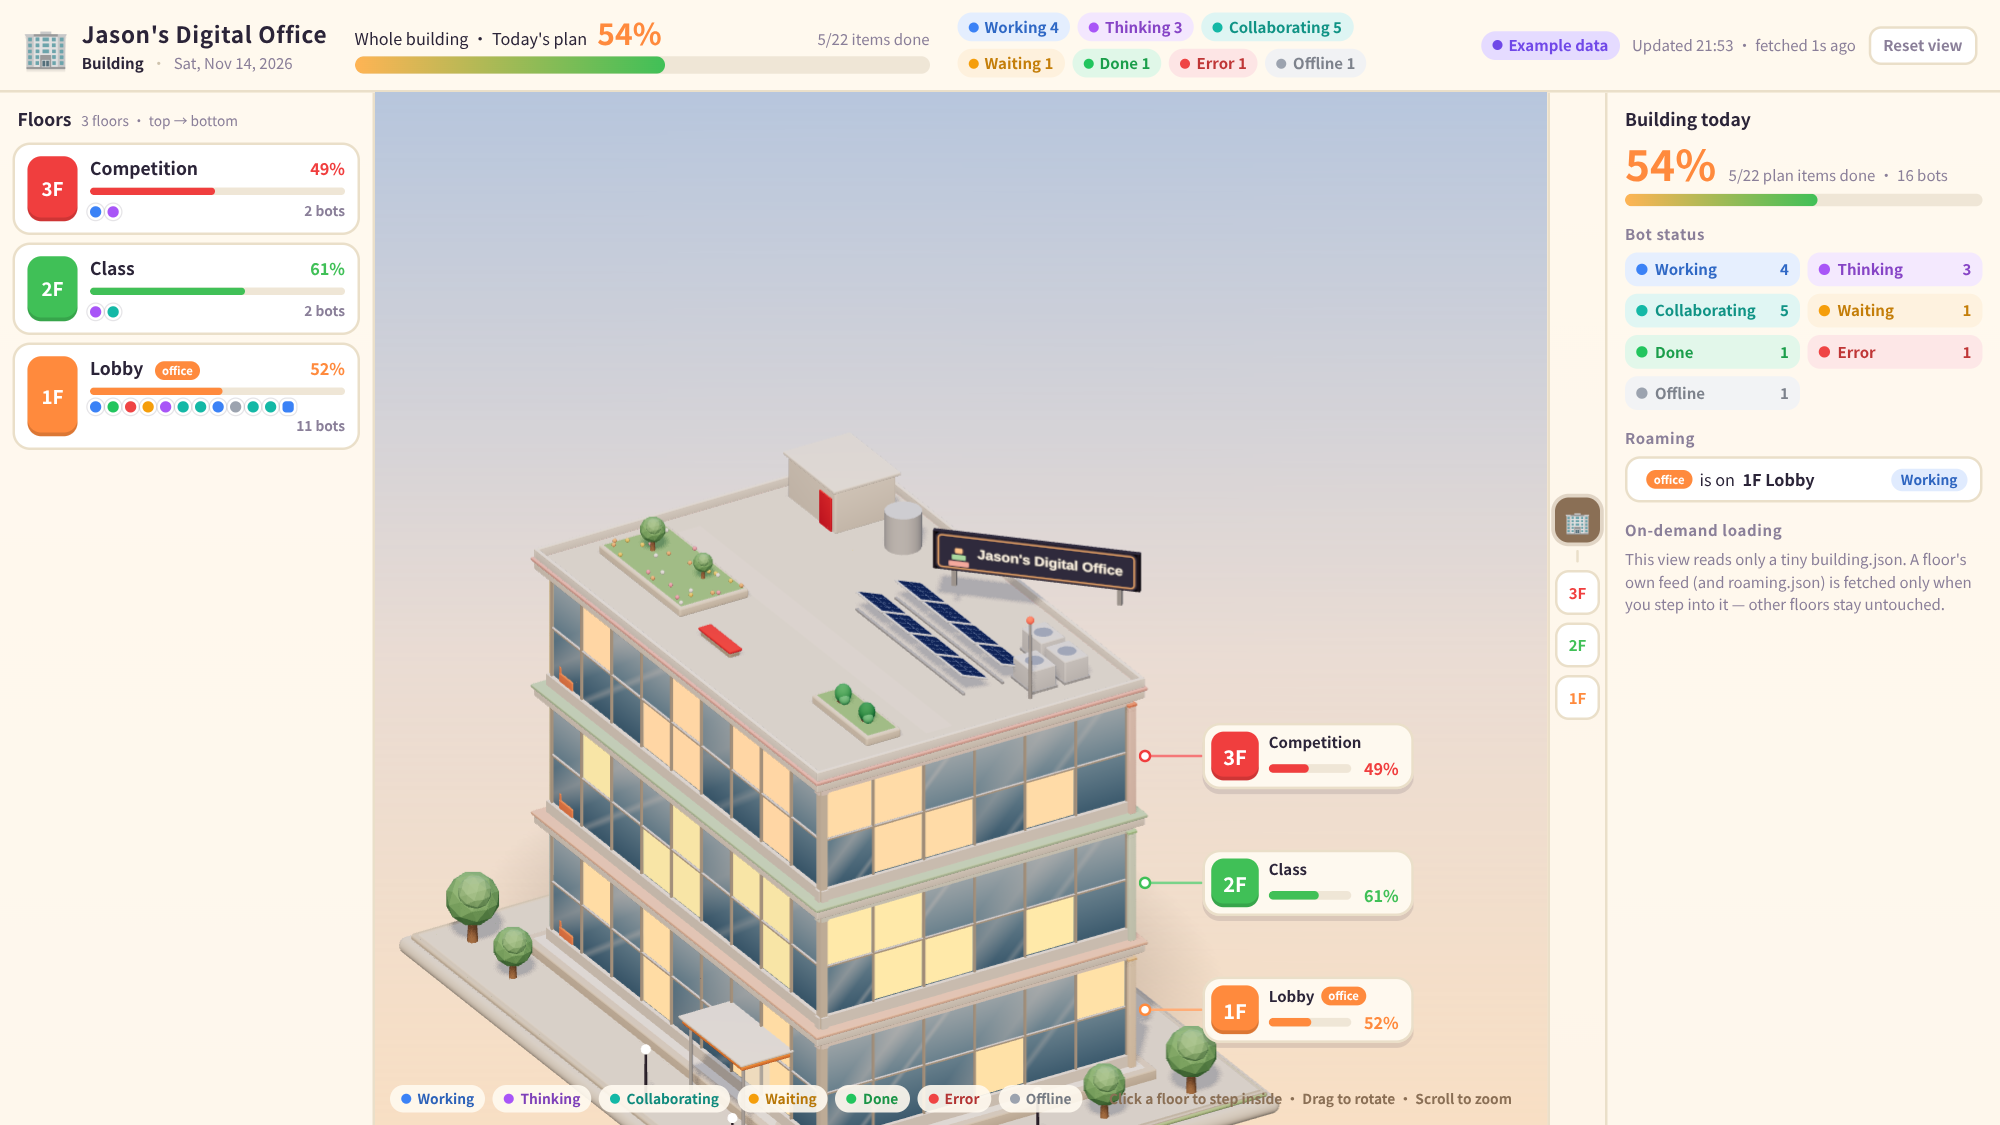 Jason's Digital Office
Building • Sat, Nov 14, 2026
Whole building • Today's plan 54%
5/22 items done
Working 4
Thinking 3
Collaborating 5
Waiting 1
Done 1
Error 1
Offline 1
Example data
Updated 21:53 • fetched 1s ago
Reset view
Floors 3 floors • top → bottom
3F
Competition
49%
2 bots
2F
Class
61%
2 bots
1F
Lobby office
52%
11 bots
Jason's Digital Office
3F
Competition
49%
2F
Class
61%
1F
Lobby office
52%
Working
Thinking
Collaborating
Waiting
Done
Error
Offline
Click a floor to step inside • Drag to rotate • Scroll to zoom
3F
2F
1F
Building today
54% 5/22 plan items done • 16 bots
Bot status
Working 4
Thinking 3
Collaborating 5
Waiting 1
Done 1
Error 1
Offline 1
Roaming
office is on 1F Lobby Working
On-demand loading
This view reads only a tiny building.json. A floor's
own feed (and roaming.json) is fetched only when
you step into it — other floors stay untouched.